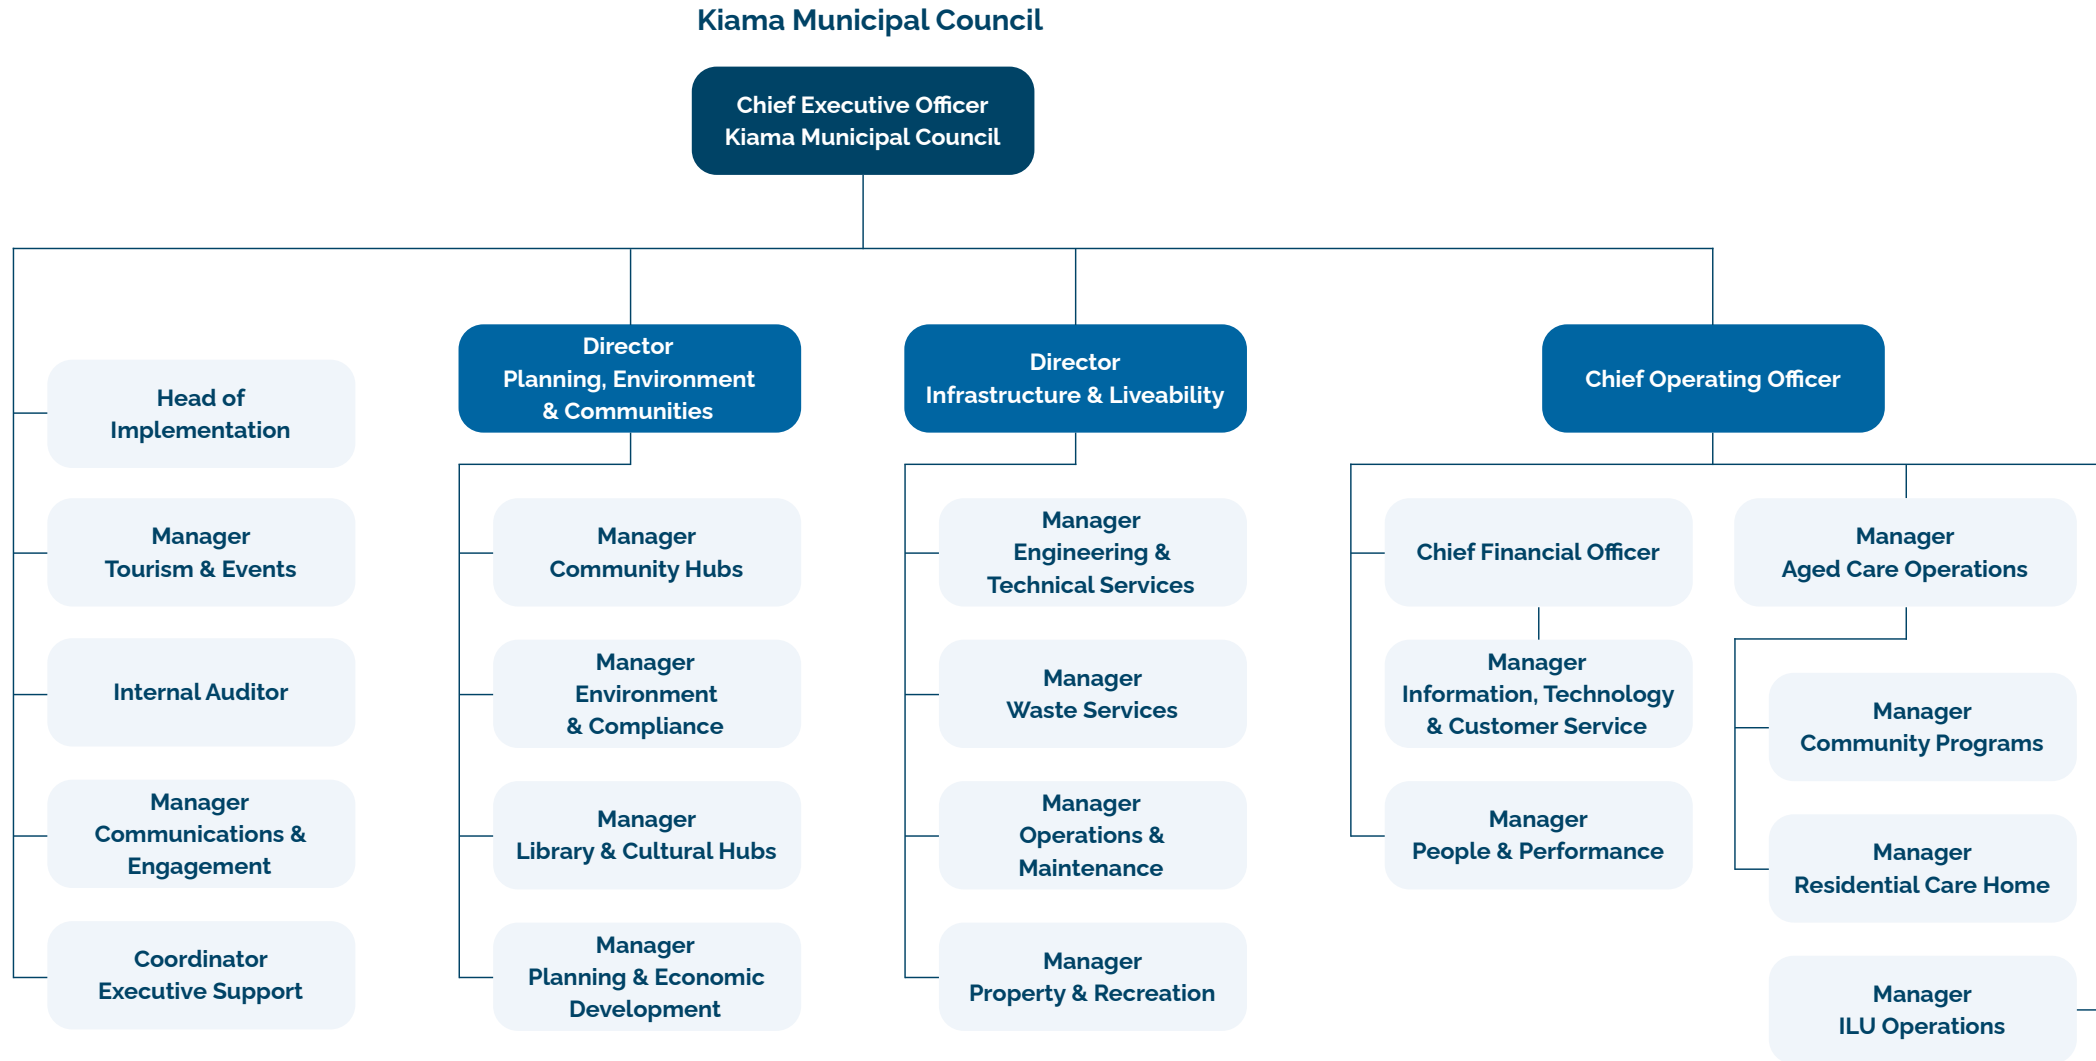 Kiama Municipal Council
Chief Executive Officer
Kiama Municipal Council
Head of
Implementation
Manager
Tourism & Events
Internal Auditor
Manager
Communications &
Engagement
Coordinator
Executive Support
Director
Planning, Environment
& Communities
Manager
Community Hubs
Manager
Environment
& Compliance
Manager
Library & Cultural Hubs
Manager
Planning & Economic
Development
Director
Infrastructure & Liveability
Manager
Engineering &
Technical Services
Manager
Waste Services
Manager
Operations &
Maintenance
Manager
Property & Recreation
Chief Operating Officer
Chief Financial Officer
Manager
Information, Technology
& Customer Service
Manager
People & Performance
Manager
Aged Care Operations
Manager
Community Programs
Manager
Residential Care Home
Manager
ILU Operations